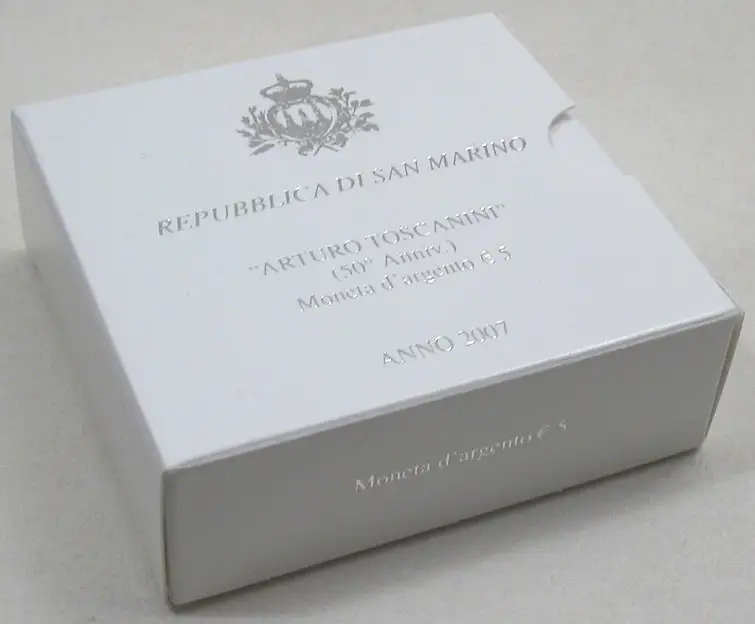 REPUBBLICA DI SAN MARINO
"ARTURO TOSCANINI"
(50° Anniv.)
Moneta d'argento € 5
ANNO 2007
Moneta d'argento € 5